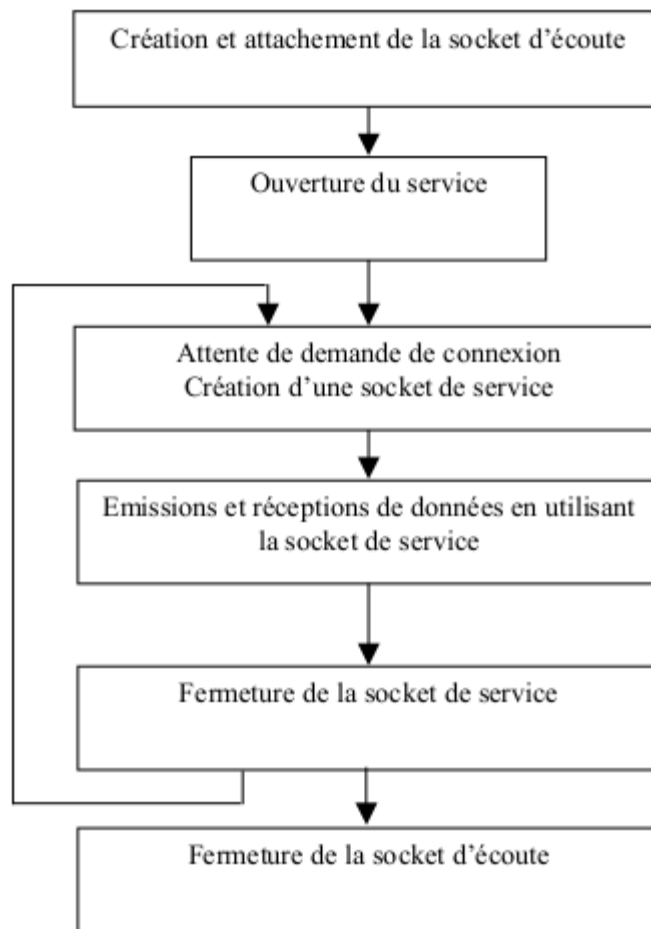 Création et attachement de la socket d'écoute
Ouverture du service
Attente de demande de connexion
Création d'une socket de service
Emissions et réceptions de données en utilisant
la socket de service
Fermeture de la socket de service
Fermeture de la socket d'écoute